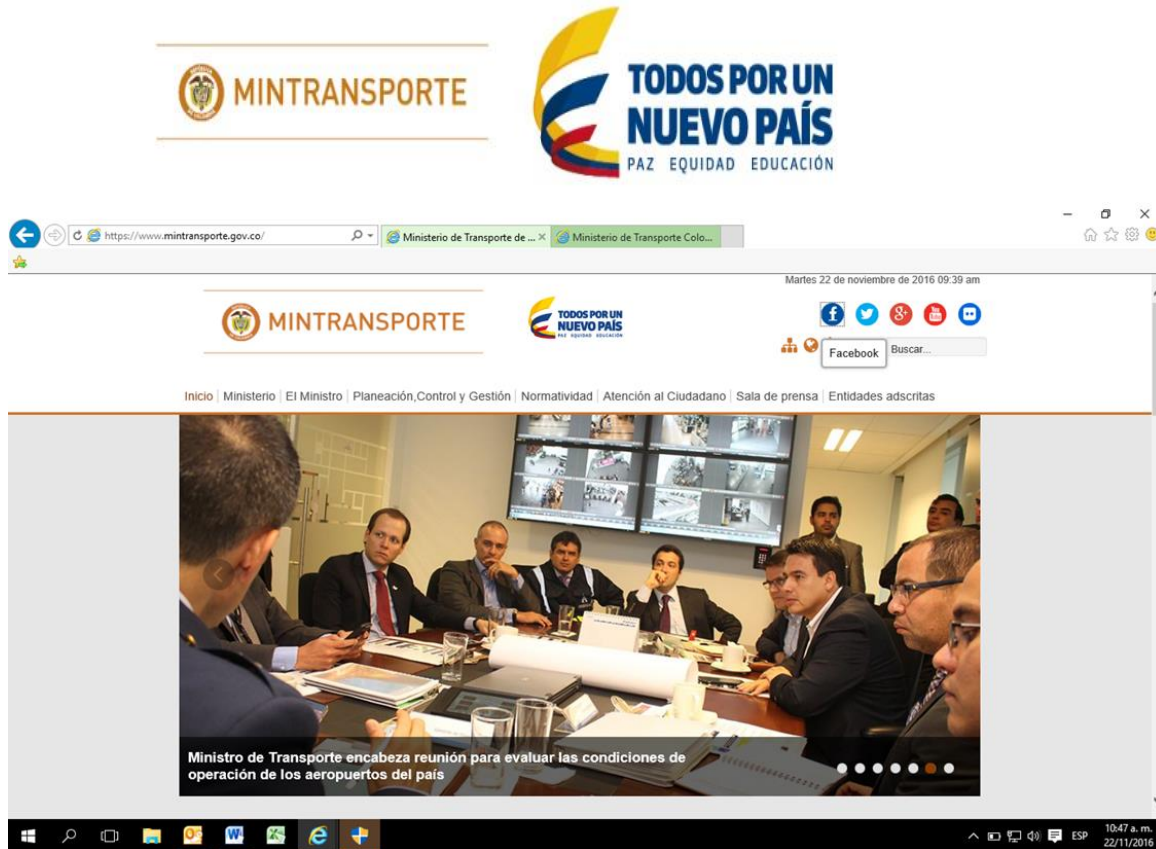 MINTRANSPORTE
TODOS POR UN
NUEVO PAÍS
PAZ EQUIDAD EDUCACIÓN
https://www.mintransporte.gov.co/
Ministerio de Transporte de ...
Ministerio de Transporte Colo...
Martes 22 de noviembre de 2016 09:39 am
MINTRANSPORTE
TODOS POR UN
NUEVO PAÍS
PAZ EQUIDAD EDUCACIÓN
Facebook
Buscar...
Inicio | Ministerio | El Ministro | Planeación,Control y Gestión | Normatividad | Atención al Ciudadano | Sala de prensa | Entidades adscritas
Ministro de Transporte encabeza reunión para evaluar las condiciones de
operación de los aeropuertos del país
ESP
10:47 a. m.
22/11/2016